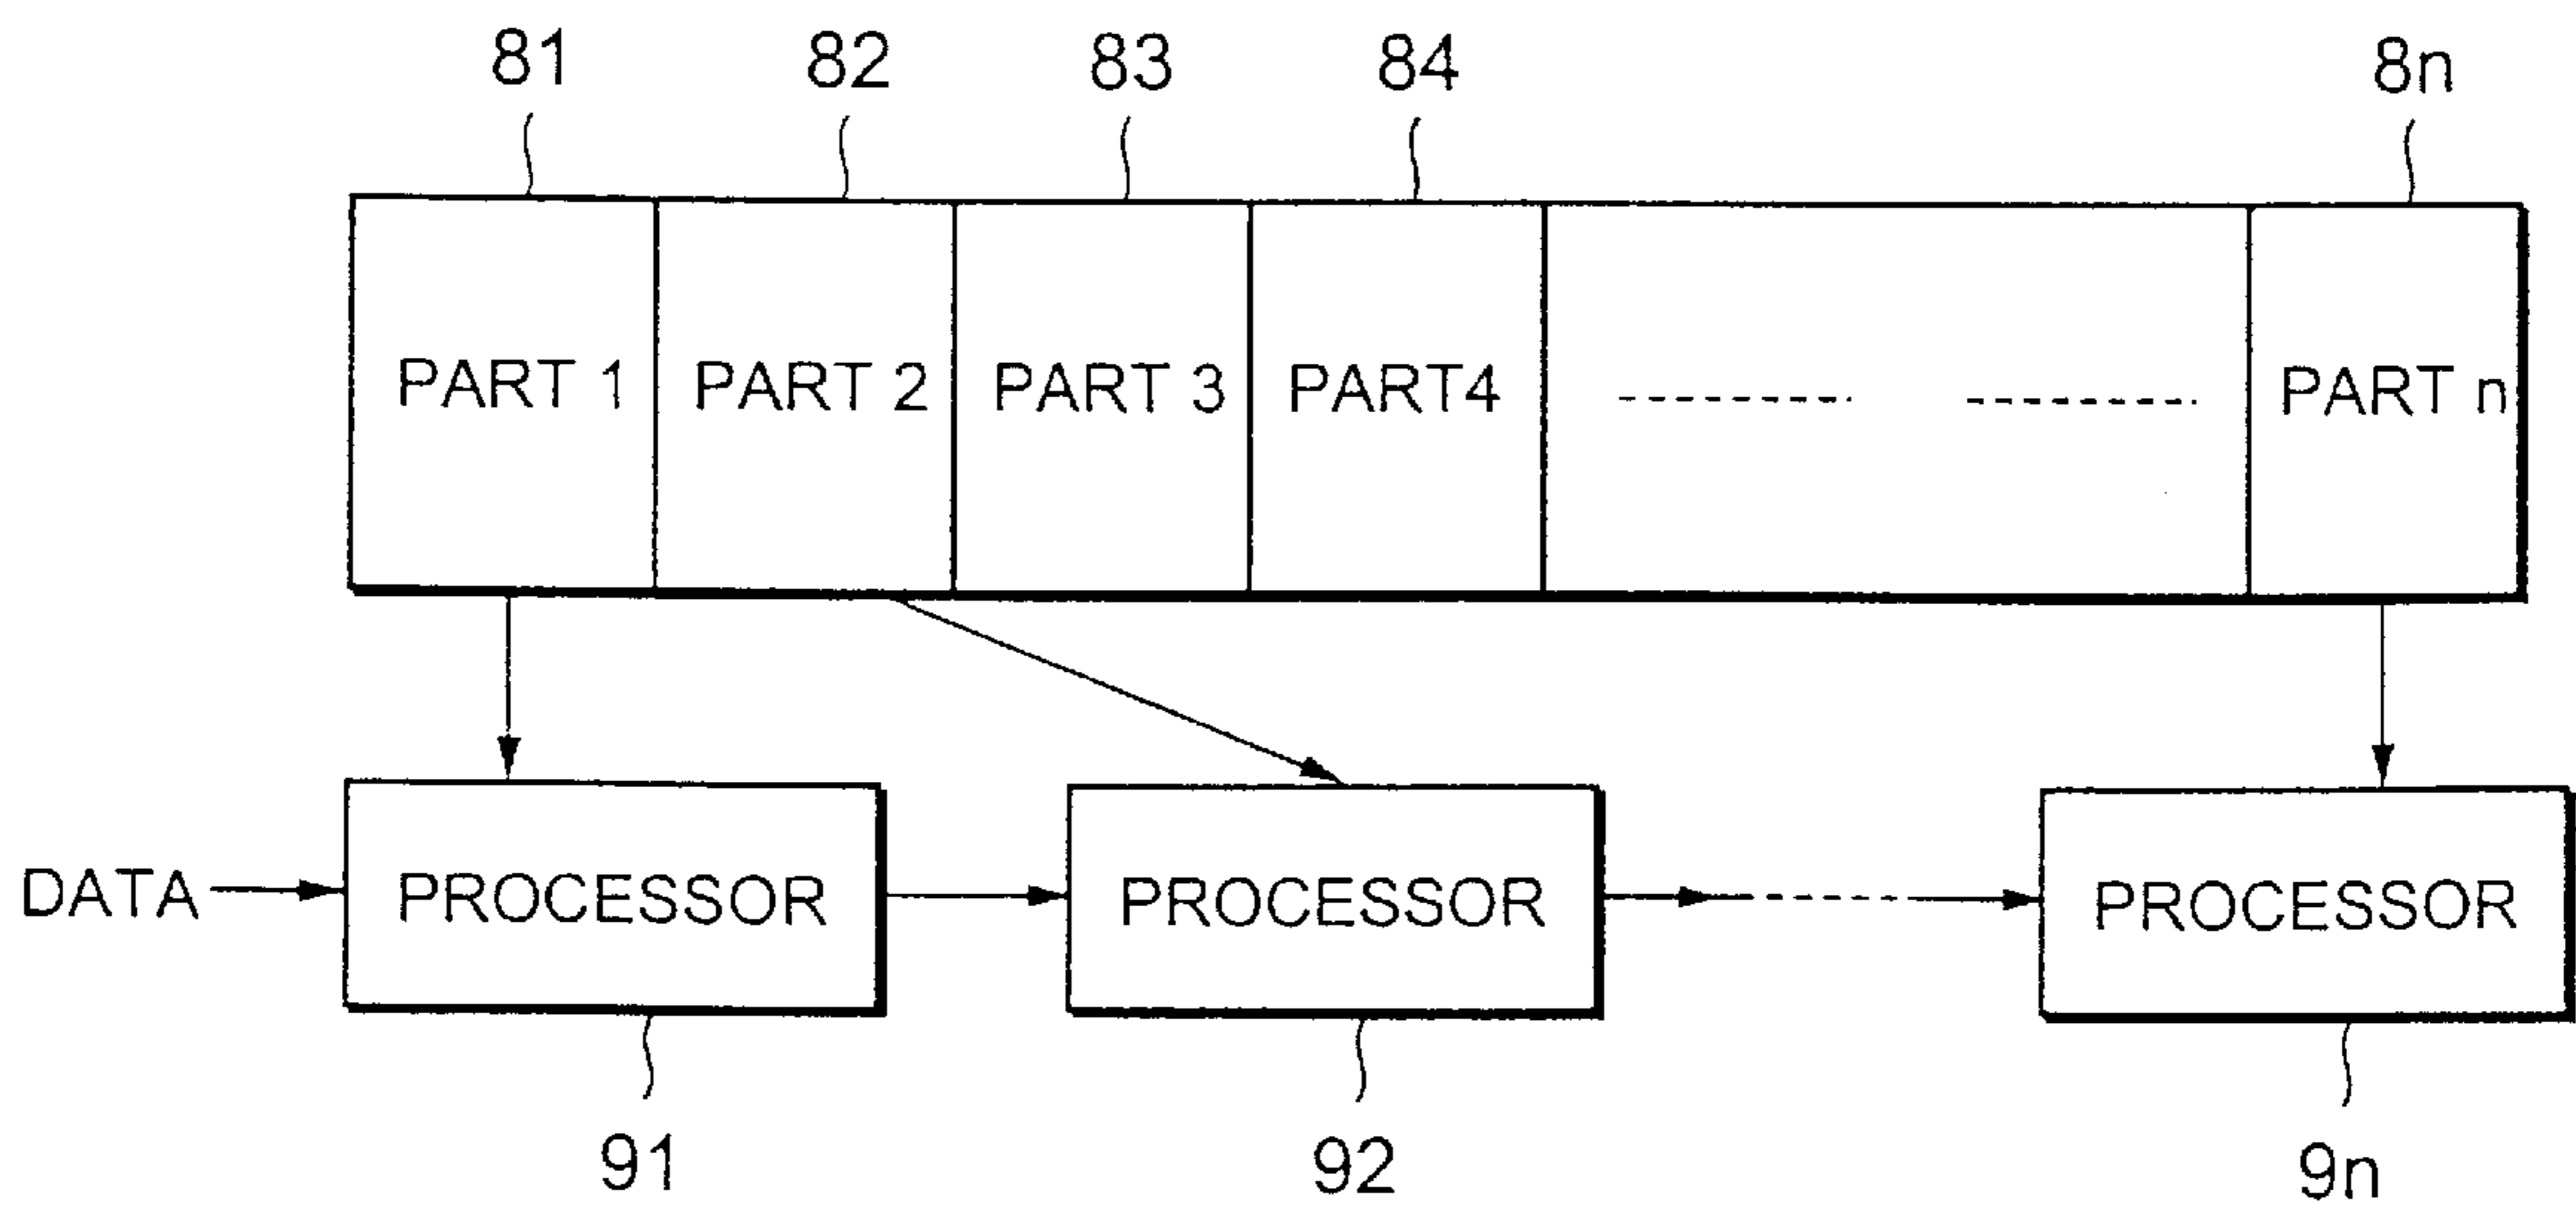 81 82 83 84 8n
PART 1 PART 2 PART 3 PART4 PART n
DATA PROCESSOR PROCESSOR PROCESSOR
91 92 9n